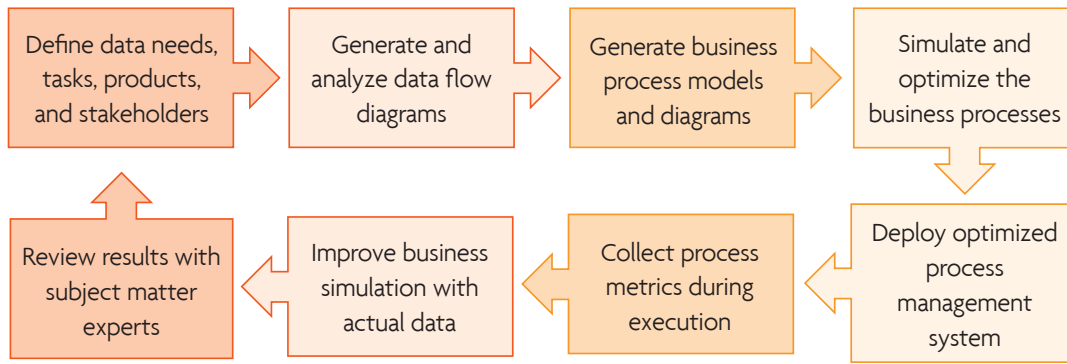 Define data needs,
tasks, products,
and stakeholders
Generate and
analyze data flow
diagrams
Generate business
process models
and diagrams
Simulate and
optimize the
business processes
Deploy optimized
process
management
system
Collect process
metrics during
execution
Improve business
simulation with
actual data
Review results with
subject matter
experts